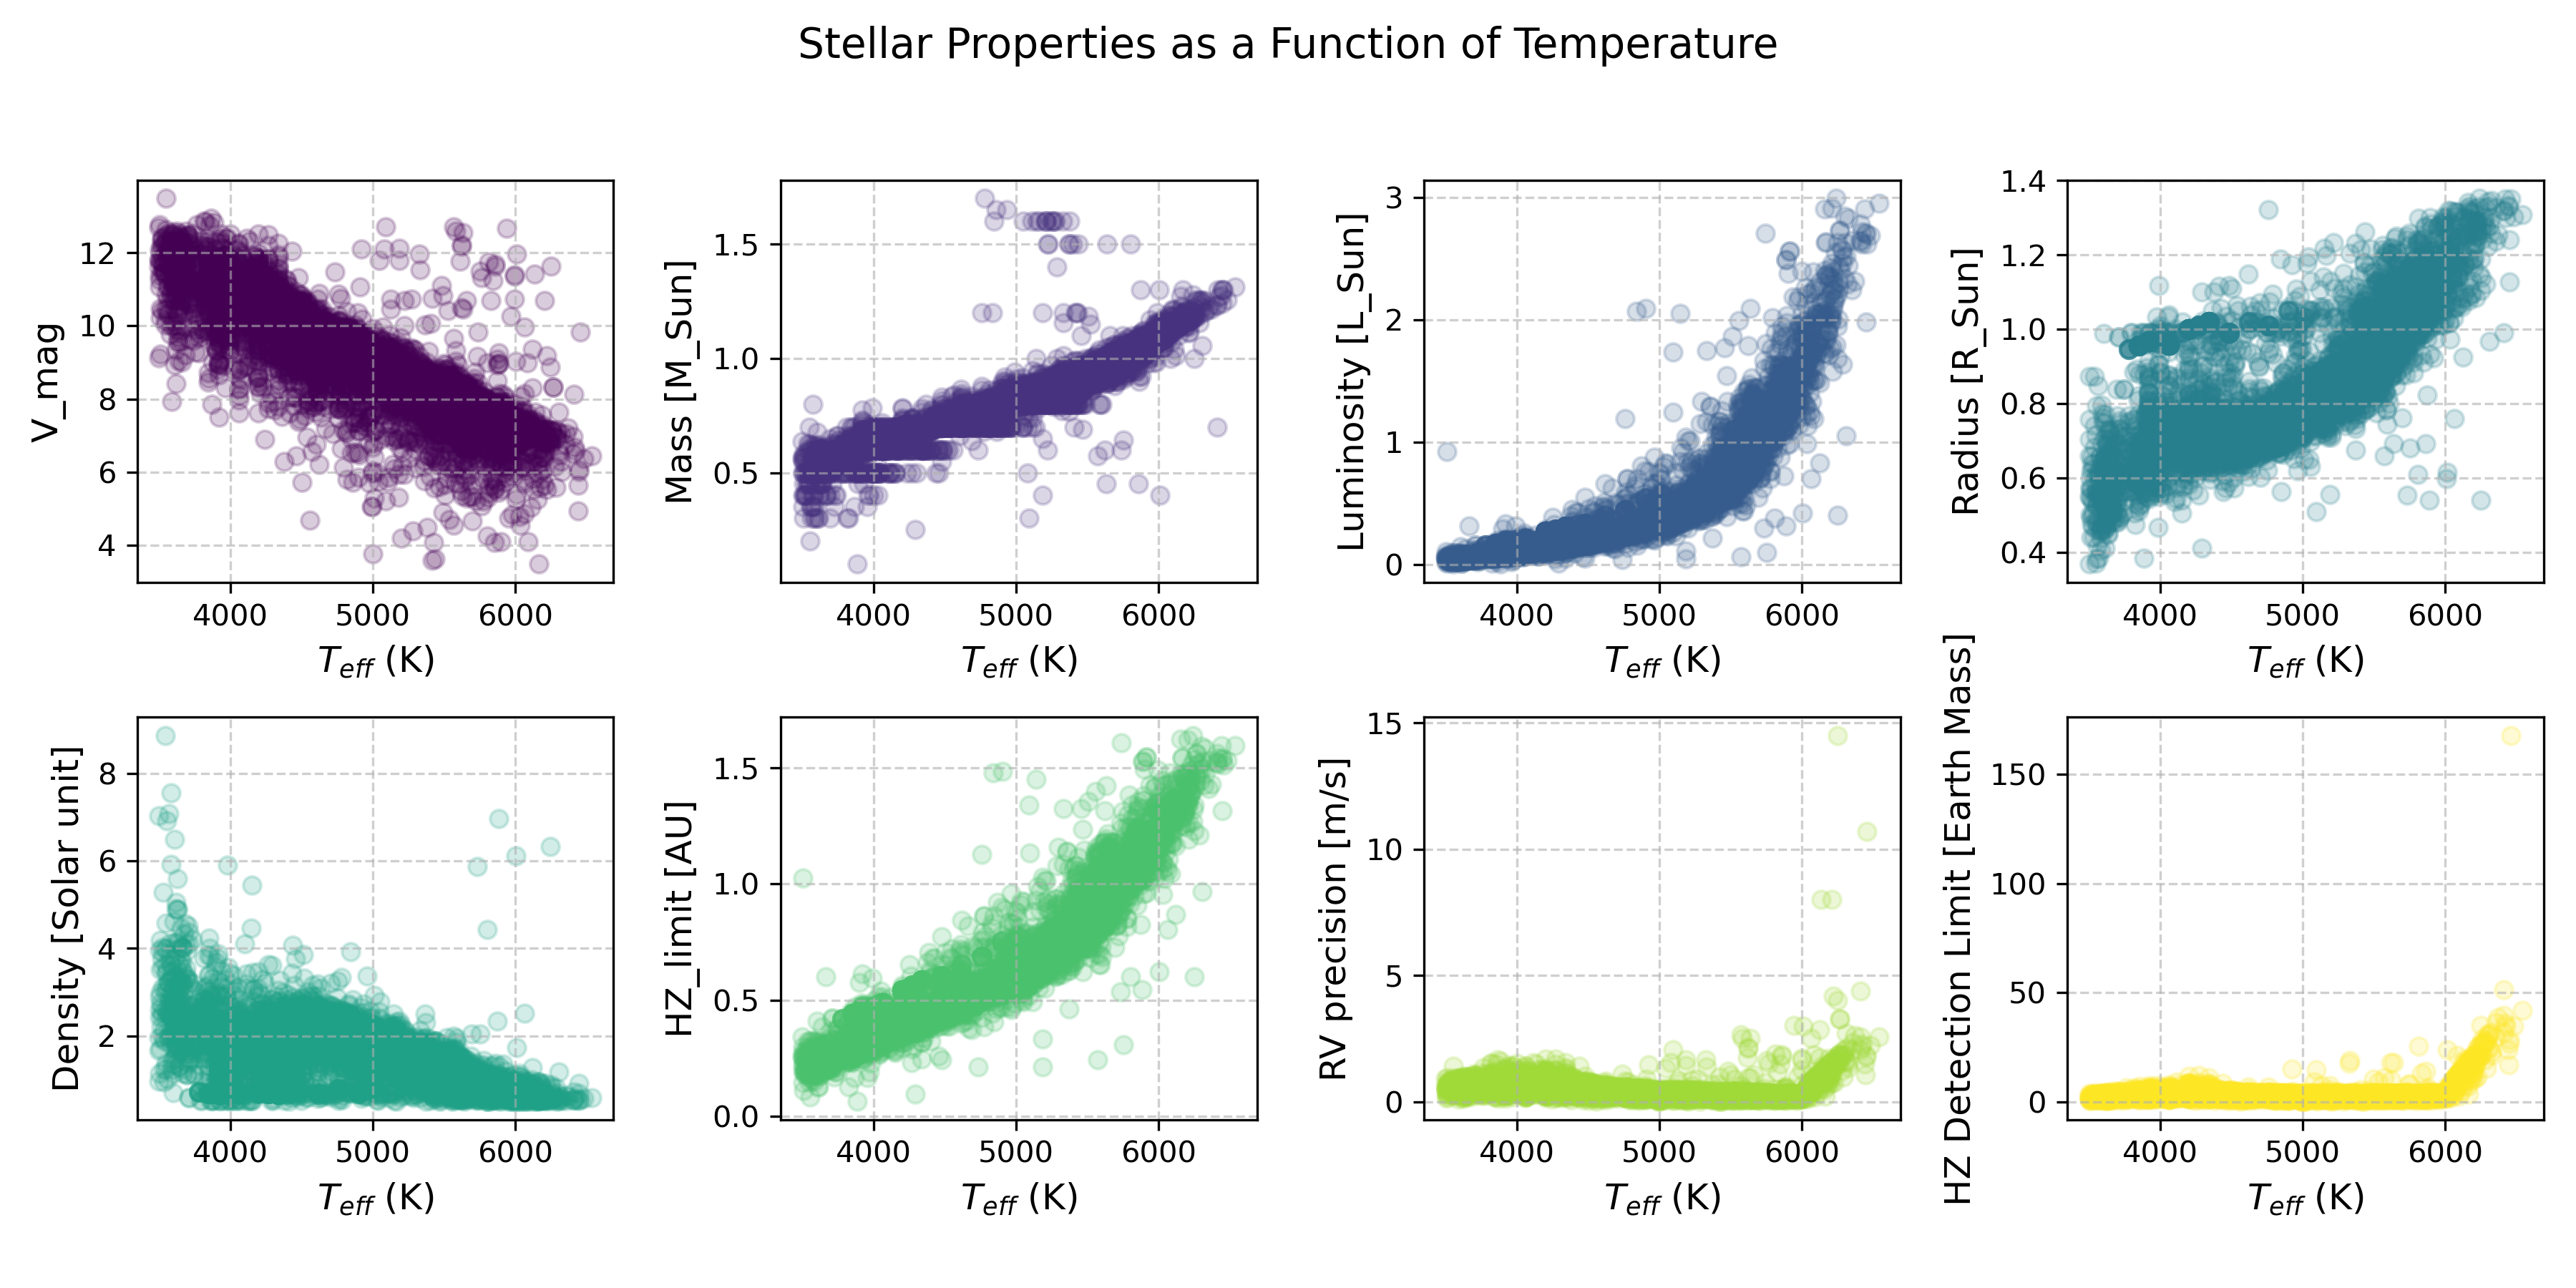 Stellar Properties as a Function of Temperature
V_mag
12
10
8
6
4
4000 5000 6000
T_eff (K)
Mass [M_Sun]
1.5
1.0
0.5
4000 5000 6000
T_eff (K)
Luminosity [L_Sun]
3
2
1
0
4000 5000 6000
T_eff (K)
Radius [R_Sun]
1.4
1.2
1.0
0.8
0.6
0.4
4000 5000 6000
T_eff (K)
Density [Solar unit]
8
6
4
2
4000 5000 6000
T_eff (K)
HZ_limit [AU]
1.5
1.0
0.5
0.0
4000 5000 6000
T_eff (K)
RV precision [m/s]
15
10
5
0
4000 5000 6000
T_eff (K)
HZ Detection Limit [Earth Mass]
150
100
50
0
4000 5000 6000
T_eff (K)